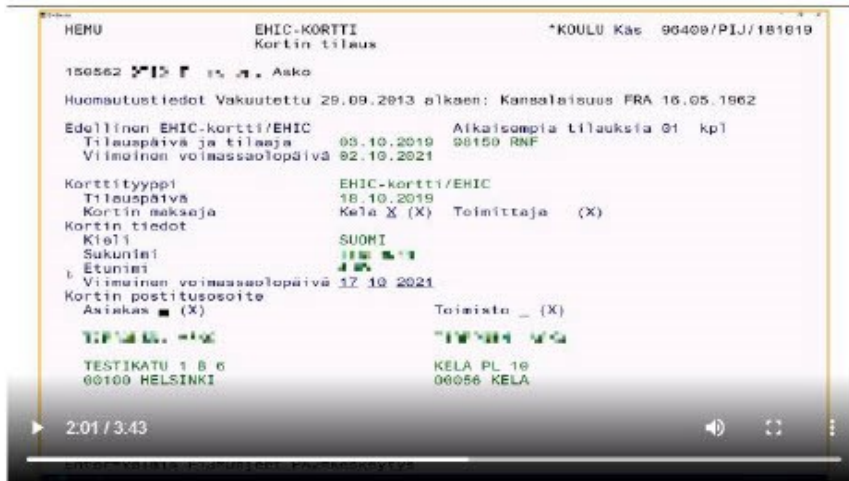 HEMU EHIC-KORTTI *KOULU Käs 96409/PIJ/181019
Kortin tilaus
150562 Asko
Huomautustiedot Vakuutettu 29.09.2013 alkaen; Kansalaisuus FRA 16.05.1962
Edellinen EHIC-kortti/EHIC Aikaisempia tilauksia 01 kpl
Tilauspäivä ja tilaaja 03.10.2019 98150 RNF
Viimeinen voimassaolopäivä 02.10.2021
Korttityyppi EHIC-kortti/EHIC
Tilauspäivä 18.10.2019
Kortin maksaja Kela X (X) Toimittaja (X)
Kortin tiedot
Kieli SUOMI
Sukunimi
Etunimi
Viimeinen voimassaolopäivä 17 10 2021
Kortin postitusosoite
Asiakas (X) Toimisto _ (X)
TESTIKATU 1 B 6 KELA PL 10
00100 HELSINKI 00056 KELA
2:01 / 3:43